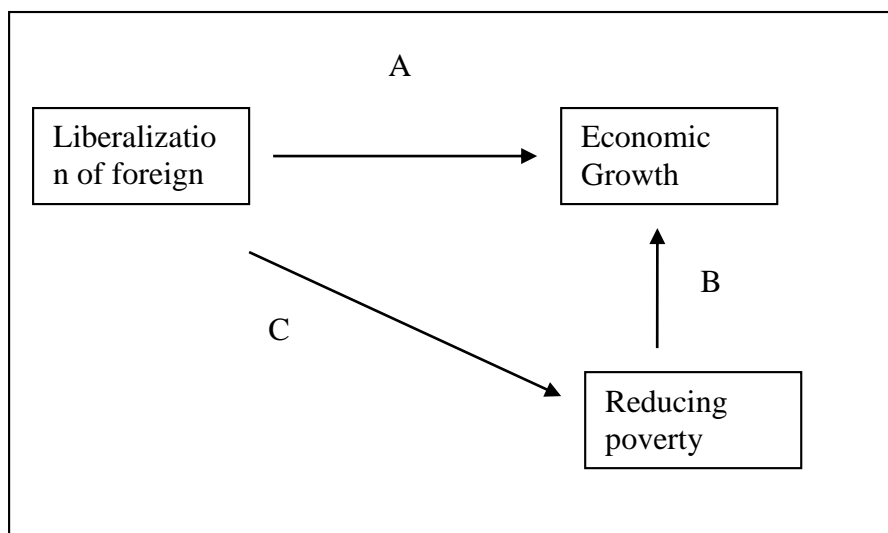 A
Liberalizatio
n of foreign
Economic
Growth
B
C
Reducing
poverty